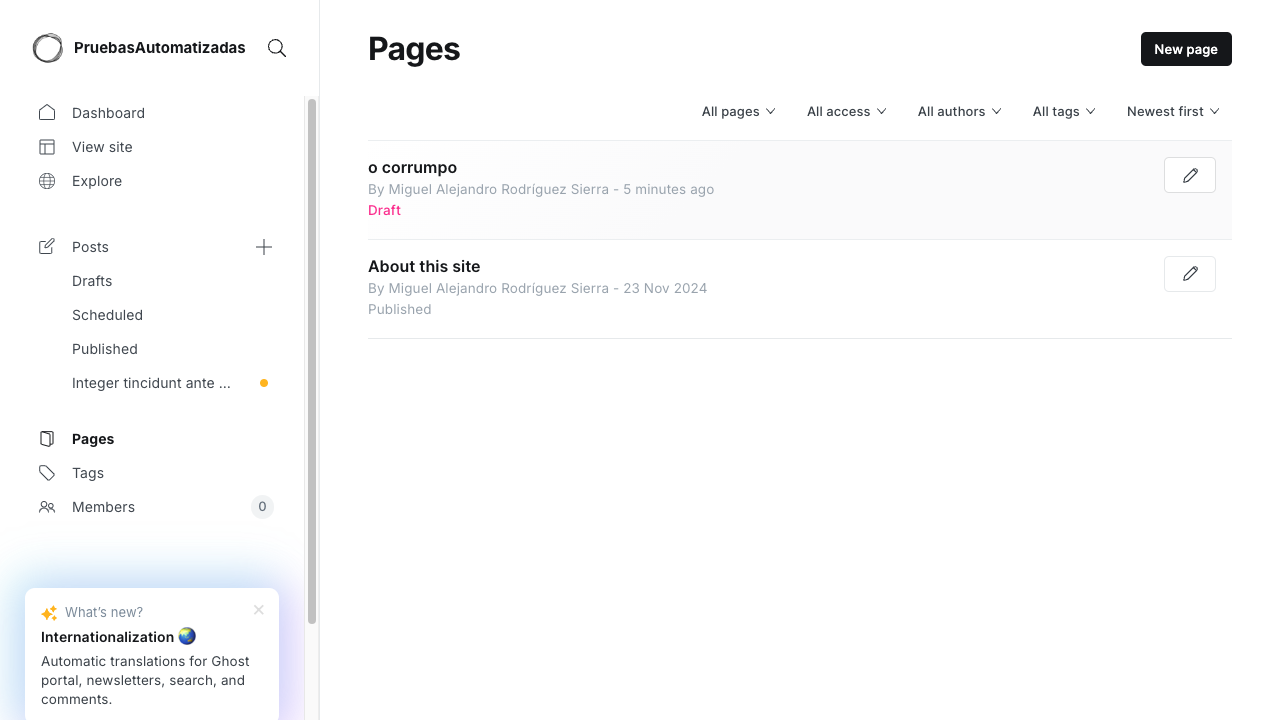 PruebasAutomatizadas
Dashboard
View site
Explore
Posts
Drafts
Scheduled
Published
Integer tincidunt ante ...
Pages
Tags
Members
0
What's new?
Internationalization 🌏
Automatic translations for Ghost
portal, newsletters, search, and
comments.
Pages
New page
All pages
All access
All authors
All tags
Newest first
o corrumpo
By Miguel Alejandro Rodríguez Sierra - 5 minutes ago
Draft
About this site
By Miguel Alejandro Rodríguez Sierra - 23 Nov 2024
Published